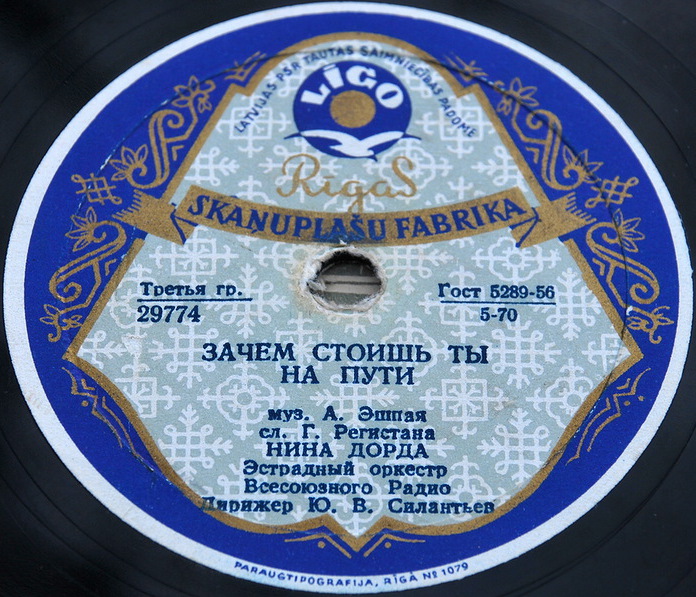 LATVIJAS PSR TAUTAS SAIMNIECĪBAS PADOME
LĪGO
Rīgas
SKAŅUPLAŠU FABRIKA
Третья гр.
29774
Гост 5289-56
5-70
ЗАЧЕМ СТОИШЬ ТЫ
НА ПУТИ
муз. А. Эшпая
сл. Г. Регистана
НИНА ДОРДА
Эстрадный оркестр
Всесоюзного Радио
Дирижер Ю. В. Силантьев
PARAUGTIPOGRAFIJA, RĪGĀ № 1079